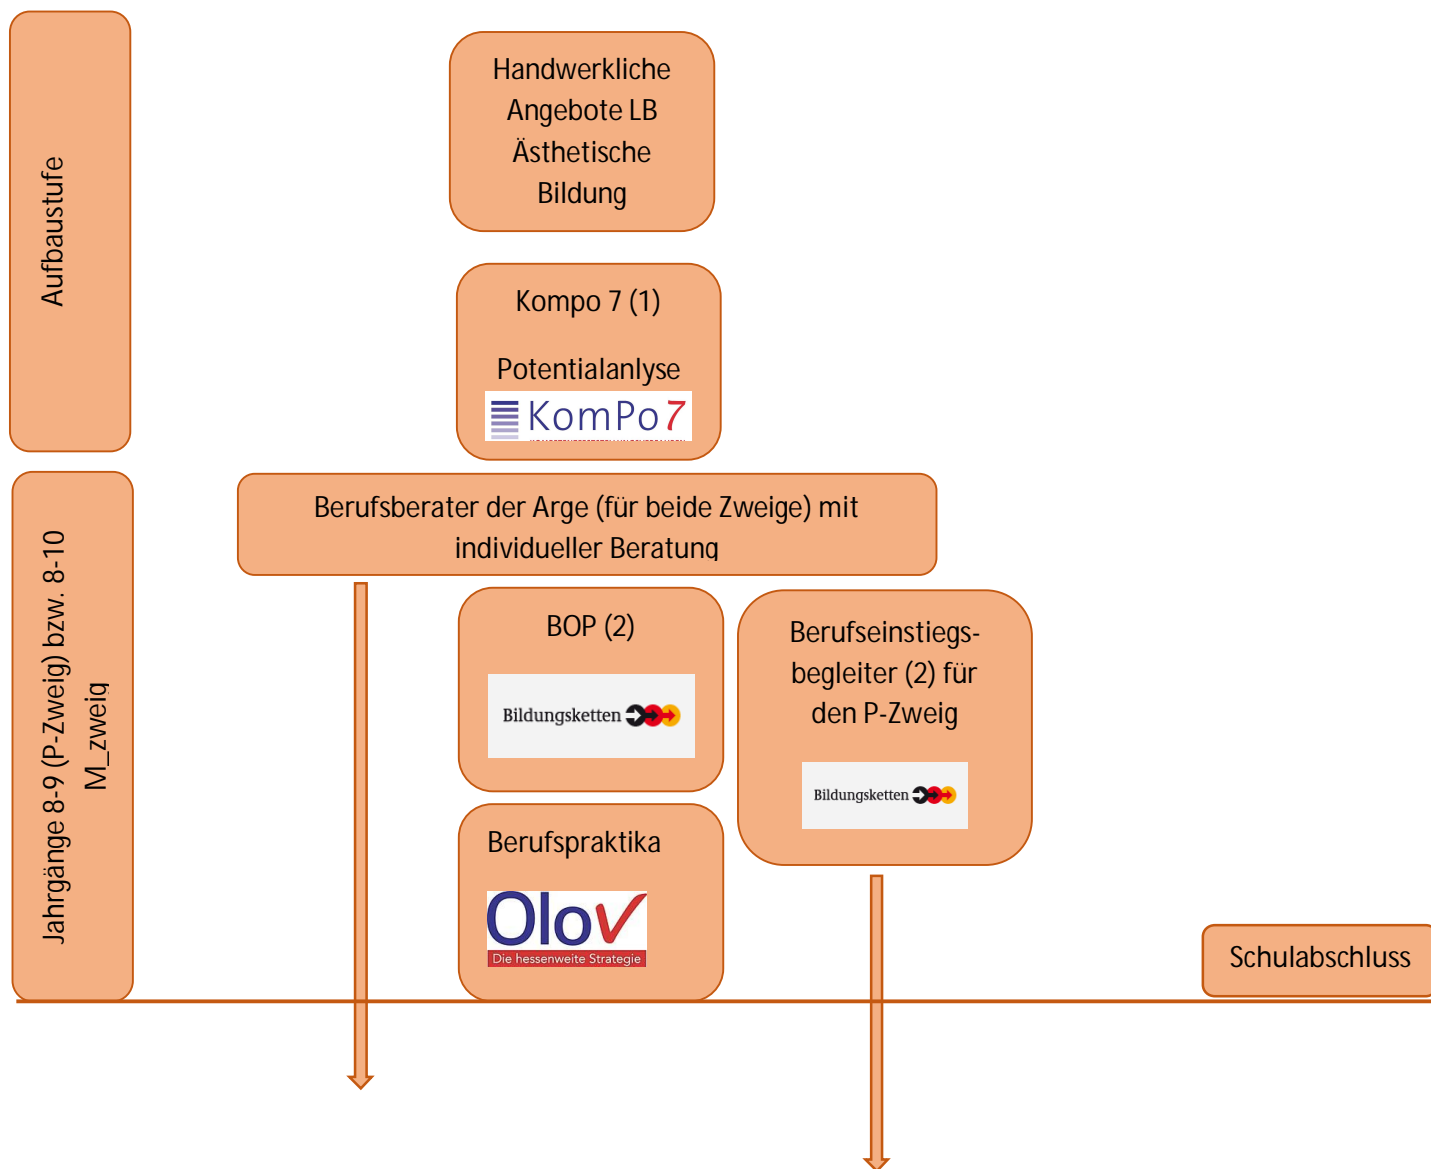 Aufbaustufe
Handwerkliche
Angebote LB
Ästhetische
Bildung
Kompo 7 (1)
Potentialanlyse
KomPo7
Jahrgänge 8-9 (P-Zweig) bzw. 8-10
M_zweig
Berufsberater der Arge (für beide Zweige) mit
individueller Beratung
BOP (2)
Bildungsketten
Berufseinstiegs-
begleiter (2) für
den P-Zweig
Bildungsketten
Berufspraktika
Olov
Die hessenweite Strategie
Schulabschluss